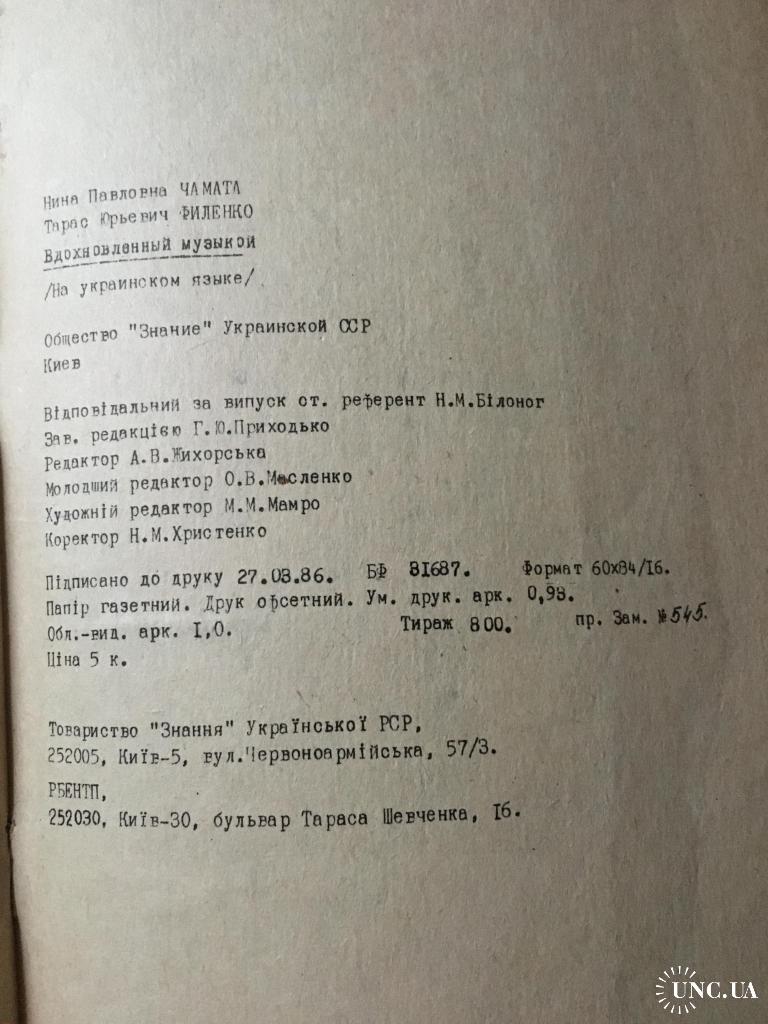 Нина Павловна ЧАМАТА
Тарас Юрьевич ФИЛЕНКО
Вдохновленный музыкой
/На украинском языке/
Общество "Знание" Украинской ССР
Киев
Відповідальний за випуск ст. референт Н.М.Білоног
Зав. редакцією Г.Ю.Приходько
Редактор А.В.Жихорська
Молодший редактор О.В.Масленко
Художній редактор М.М.Мамро
Коректор Н.М.Христенко
Підписано до друку 27.03.86. БФ 31687. Формат 60x84/16.
Папір газетний. Друк офсетний. Ум. друк. арк. 0,93.
Обл.-вид. арк. I,0. Тираж 800. пр. Зам. №545.
Ціна 5 к.
Товариство "Знання" Української РСР,
252005, Київ-5, вул.Червоноармійська, 57/3.
РБЕНТП,
252030, Київ-30, бульвар Тараса Шевченка, I6.
UNC.UA